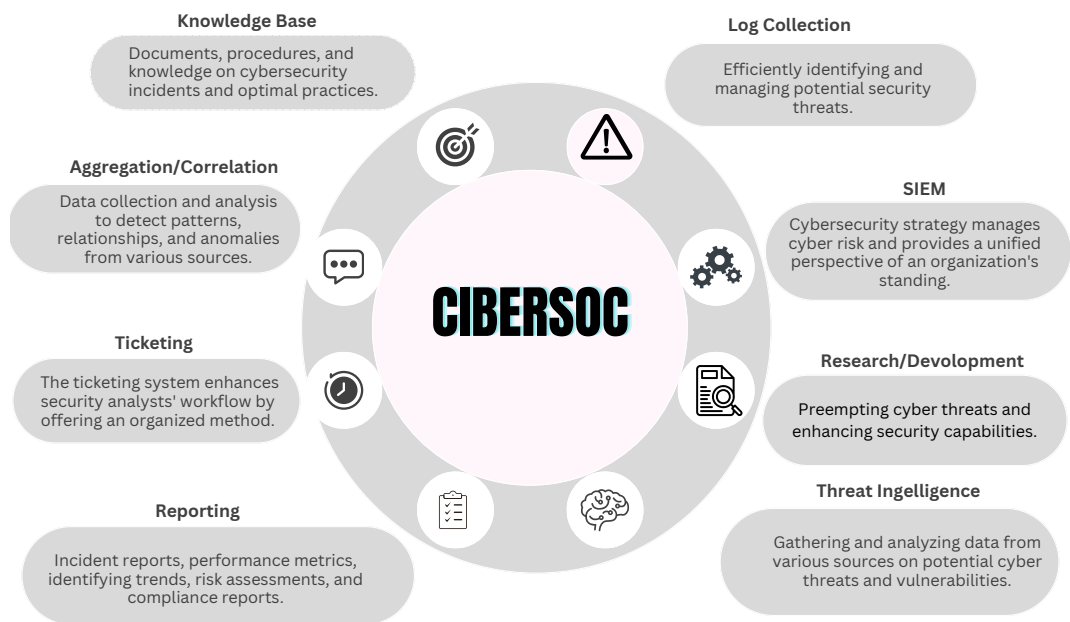 Knowledge Base
Documents, procedures, and
knowledge on cybersecurity
incidents and optimal practices.
Log Collection
Efficiently identifying and
managing potential security
threats.
Aggregation/Correlation
Data collection and analysis
to detect patterns,
relationships, and anomalies
from various sources.
SIEM
Cybersecurity strategy manages
cyber risk and provides a unified
perspective of an organization's
standing.
CIBERSOC
Ticketing
The ticketing system enhances
security analysts' workflow by
offering an organized method.
Research/Devolopment
Preempting cyber threats and
enhancing security capabilities.
Reporting
Incident reports, performance metrics,
identifying trends, risk assessments, and
compliance reports.
Threat Ingelligence
Gathering and analyzing data from
various sources on potential cyber
threats and vulnerabilities.